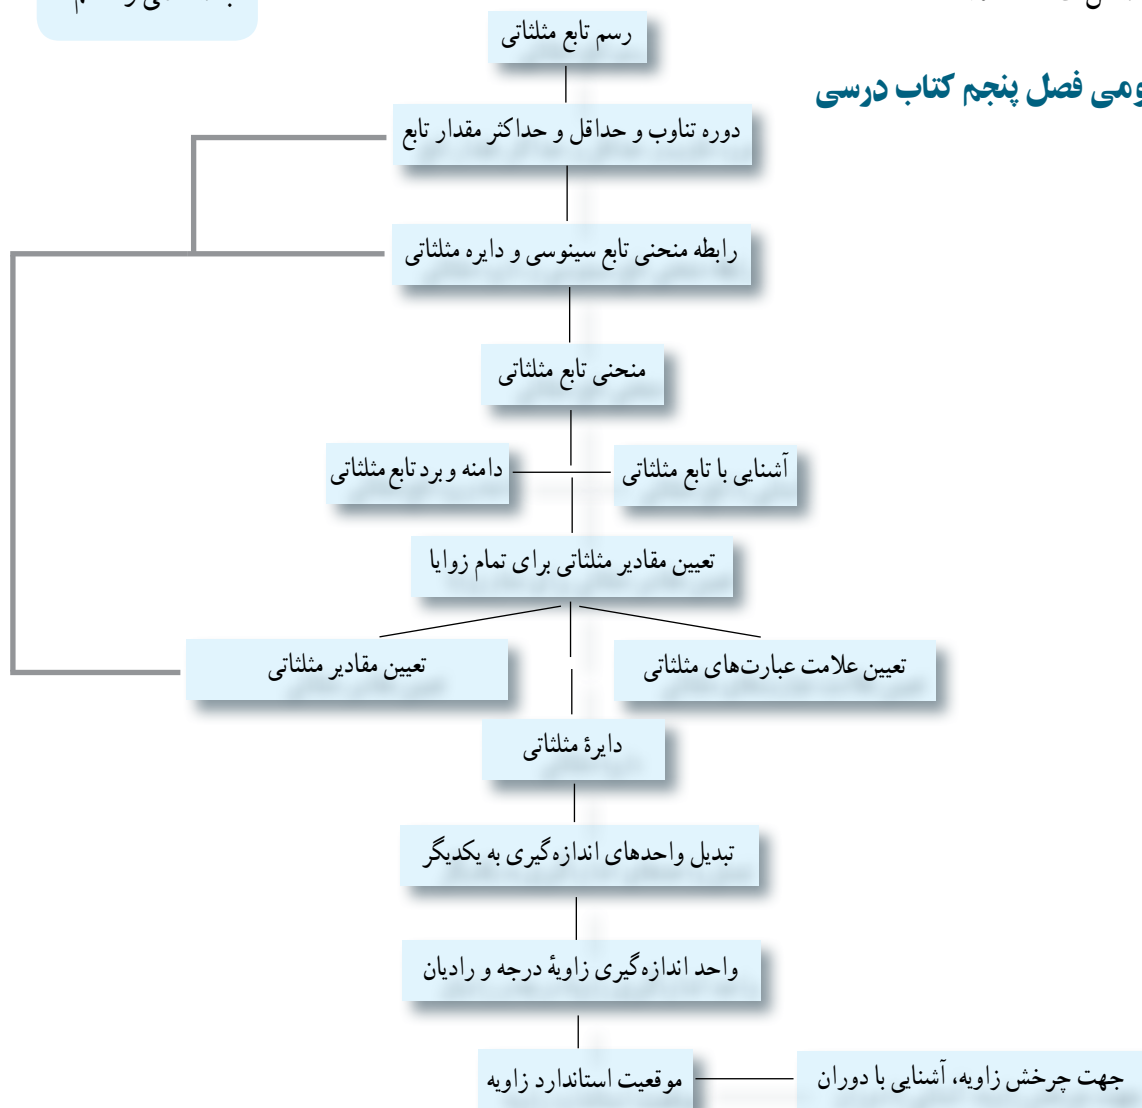 رسم تابع مثلثاتی
ومی فصل پنجم کتاب درسی
دوره تناوب و حداقل و حداکثر مقدار تابع
رابطه منحنی تابع سینوسی و دایره مثلثاتی
منحنی تابع مثلثاتی
آشنایی با تابع مثلثاتی
دامنه و برد تابع مثلثاتی
تعیین مقادیر مثلثاتی برای تمام زوایا
تعیین علامت عبارت‌های مثلثاتی
تعیین مقادیر مثلثاتی
دایرهٔ مثلثاتی
تبدیل واحدهای اندازه‌گیری به یکدیگر
واحد اندازه‌گیری زاویهٔ درجه و رادیان
جهت چرخش زاویه، آشنایی با دوران
موقعیت استاندارد زاویه